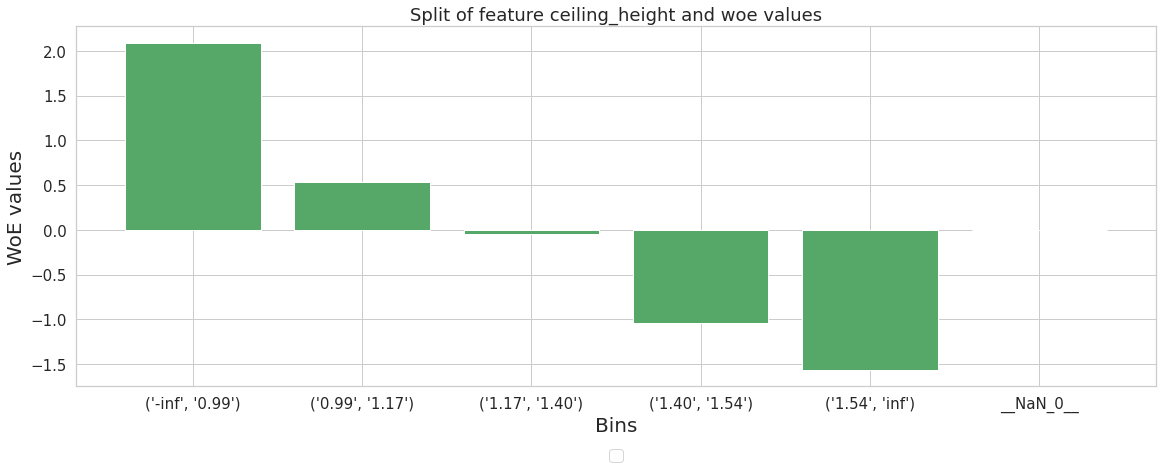 Split of feature ceiling_height and woe values
WoE values
2.0
1.5
1.0
0.5
0.0
−0.5
−1.0
−1.5
('-inf', '0.99') ('0.99', '1.17') ('1.17', '1.40') ('1.40', '1.54') ('1.54', 'inf') __NaN_0__
Bins